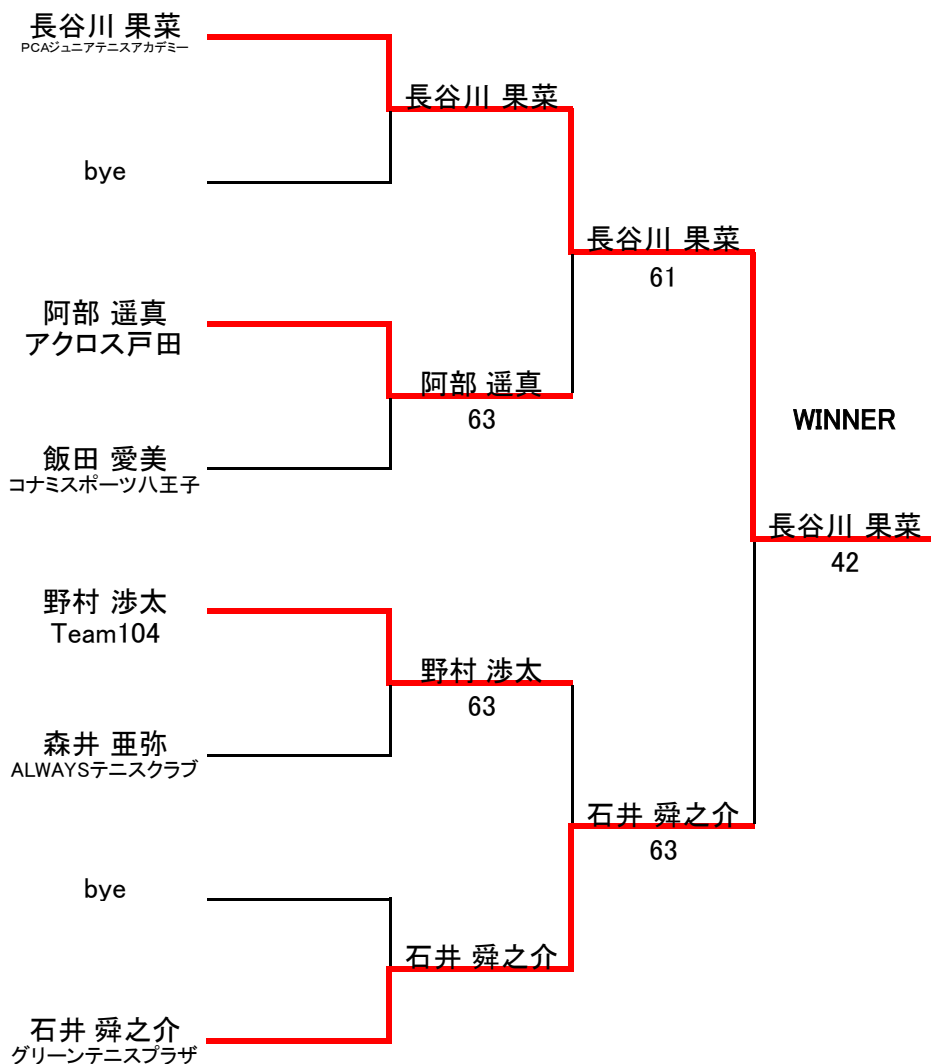 長谷川 果菜
PCAジュニアテニスアカデミー
長谷川 果菜
bye
長谷川 果菜
61
阿部 遥真
アクロス戸田
阿部 遥真
63
WINNER
飯田 愛美
コナミスポーツ八王子
長谷川 果菜
42
野村 渉太
Team104
野村 渉太
63
森井 亜弥
ALWAYSテニスクラブ
石井 舜之介
63
bye
石井 舜之介
石井 舜之介
グリーンテニスプラザ